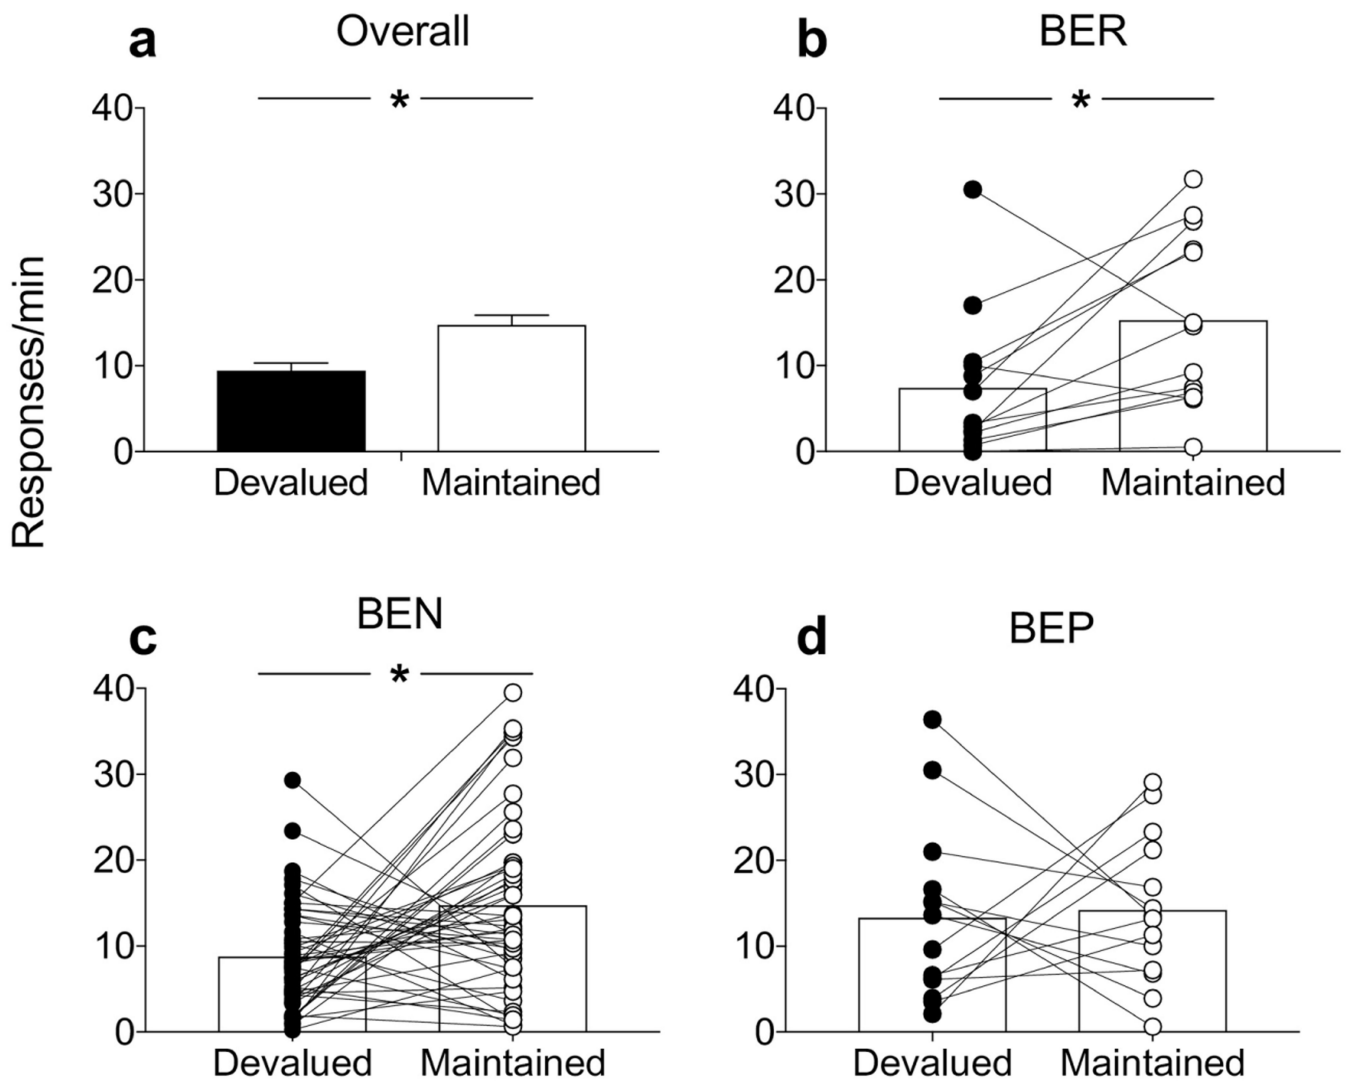 a
Overall
*
40
30
20
10
0
Devalued
Maintained
b
BER
*
40
30
20
10
0
Devalued
Maintained
Responses/min
c
BEN
*
40
30
20
10
0
Devalued
Maintained
d
BEP
40
30
20
10
0
Devalued
Maintained